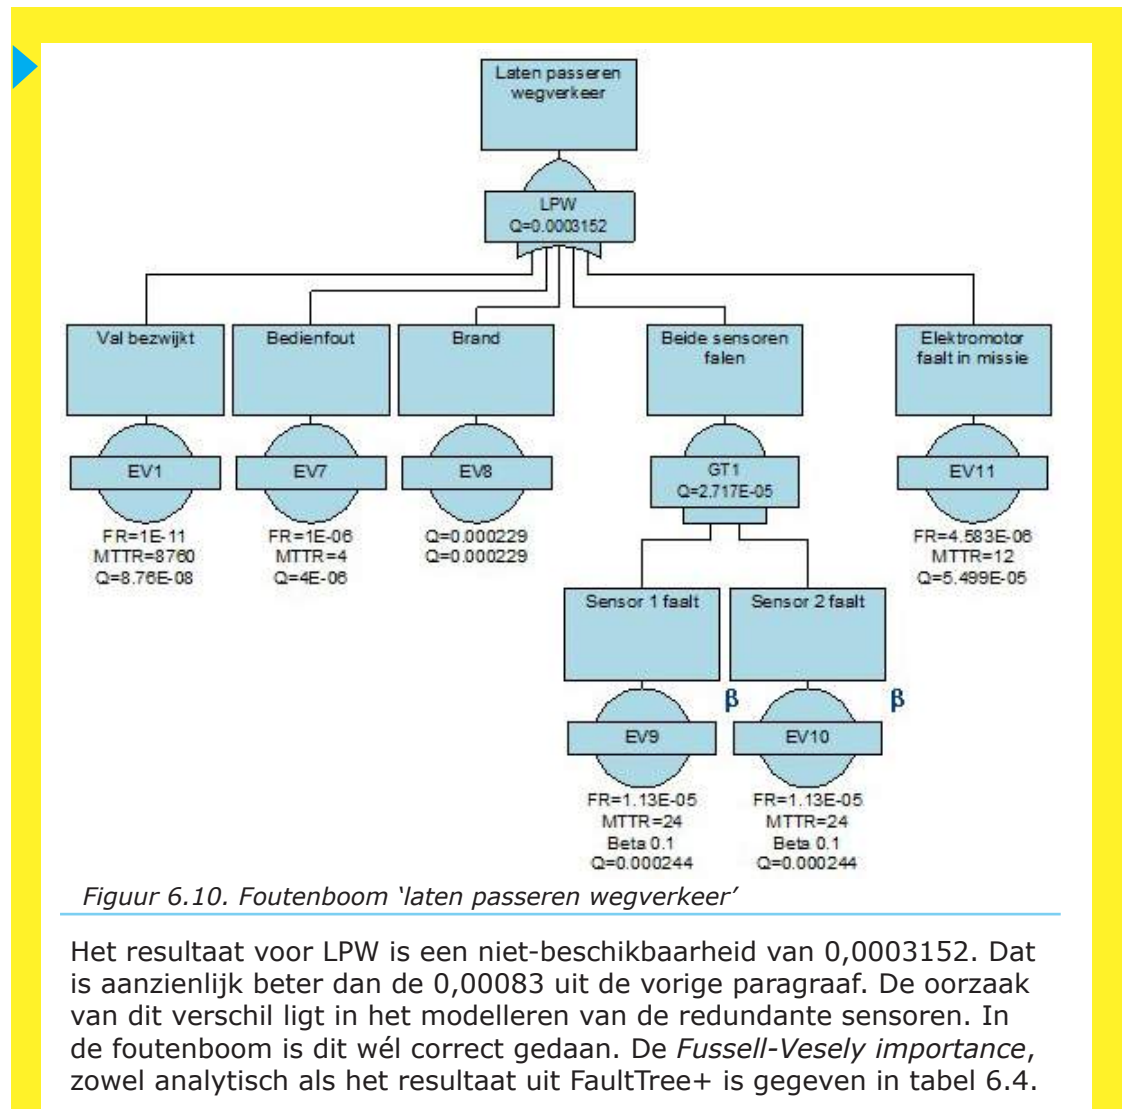 Laten passeren
wegverkeer
LPW
Q=0.0003152
Val bezwijkt
Bedienfout
Brand
Beide sensoren
falen
Elektromotor
faalt in missie
EV1
EV7
EV8
GT1
Q=2.717E-05
EV11
FR=1E-11
MTTR=8760
Q=8.76E-08
FR=1E-06
MTTR=4
Q=4E-06
Q=0.000229
Q=0.000229
FR=4.583E-06
MTTR=12
Q=5.499E-05
Sensor 1 faalt
Sensor 2 faalt
β
β
EV9
EV10
FR=1.13E-05
MTTR=24
Beta 0.1
Q=0.000244
FR=1.13E-05
MTTR=24
Beta 0.1
Q=0.000244
Figuur 6.10. Foutenboom ‘laten passeren wegverkeer’
Het resultaat voor LPW is een niet-beschikbaarheid van 0,0003152. Dat
is aanzienlijk beter dan de 0,00083 uit de vorige paragraaf. De oorzaak
van dit verschil ligt in het modelleren van de redundante sensoren. In
de foutenboom is dit wél correct gedaan. De Fussell-Vesely importance,
zowel analytisch als het resultaat uit FaultTree+ is gegeven in tabel 6.4.